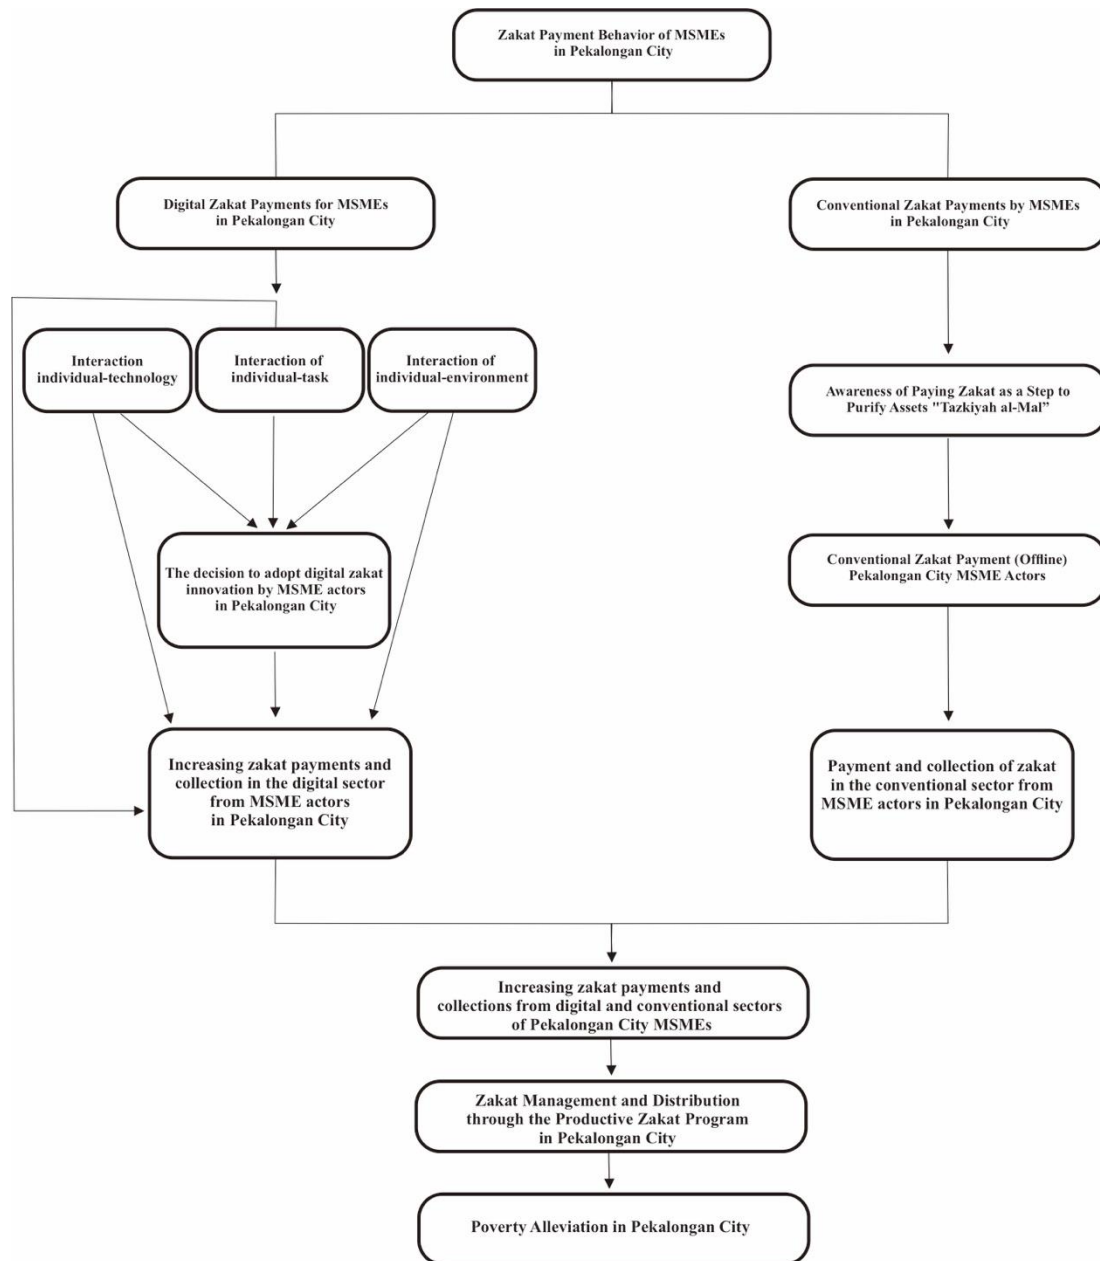 Zakat Payment Behavior of MSMEs
in Pekalongan City
Digital Zakat Payments for MSMEs
in Pekalongan City
Conventional Zakat Payments by MSMEs
in Pekalongan City
Interaction
individual-technology
Interaction of
individual-task
Interaction of
individual-environment
Awareness of Paying Zakat as a Step to
Purify Assets "Tazkiyah al-Mal”
The decision to adopt digital zakat
innovation by MSME actors
in Pekalongan City
Conventional Zakat Payment (Offline)
Pekalongan City MSME Actors
Increasing zakat payments and
collection in the digital sector
from MSME actors
in Pekalongan City
Payment and collection of zakat
in the conventional sector from
MSME actors in Pekalongan City
Increasing zakat payments and
collections from digital and conventional sectors
of Pekalongan City MSMEs
Zakat Management and Distribution
through the Productive Zakat Program
in Pekalongan City
Poverty Alleviation in Pekalongan City